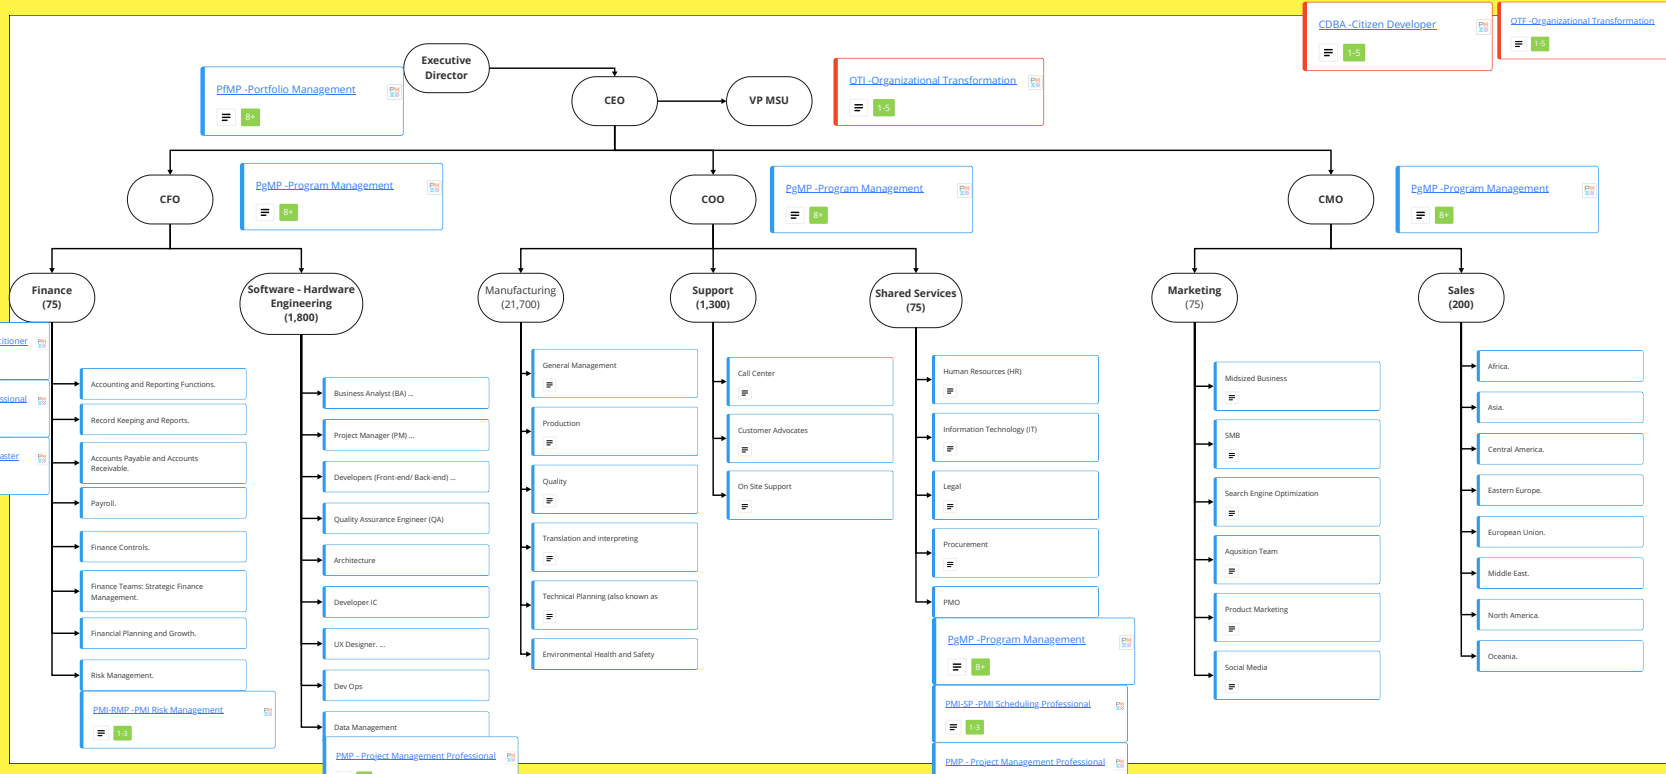 CDBA -Citizen Developer
1-5
OTF -Organizational Transformation
1-5
Executive
Director
PfMP -Portfolio Management
8+
CEO
VP MSU
OTI -Organizational Transformation
1-5
CFO
PgMP -Program Management
8+
COO
PgMP -Program Management
8+
CMO
PgMP -Program Management
8+
Finance
(75)
Software - Hardware
Engineering
(1,800)
Manufacturing
(21,700)
Support
(1,300)
Shared Services
(75)
Marketing
(75)
Sales
(200)
itioner
ssional
aster
Accounting and Reporting Functions.
Record Keeping and Reports.
Accounts Payable and Accounts
Receivable.
Payroll.
Finance Controls.
Finance Teams: Strategic Finance
Management.
Financial Planning and Growth.
Risk Management.
PMI-RMP -PMI Risk Management
1-3
Business Analyst (BA) ...
Project Manager (PM) ...
Developers (Front-end/ Back-end) ...
Quality Assurance Engineer (QA)
Architecture
Developer IC
UX Designer. ...
Dev Ops
Data Management
PMP - Project Management Professional
General Management
Production
Quality
Translation and interpreting
Technical Planning (also known as
Environmental Health and Safety
Call Center
Customer Advocates
On Site Support
Human Resources (HR)
Information Technology (IT)
Legal
Procurement
PMO
PgMP -Program Management
8+
PMI-SP -PMI Scheduling Professional
1-3
PMP - Project Management Professional
Midsized Business
SMB
Search Engine Optimization
Aqusition Team
Product Marketing
Social Media
Africa.
Asia.
Central America.
Eastern Europe.
European Union.
Middle East.
North America.
Oceania.